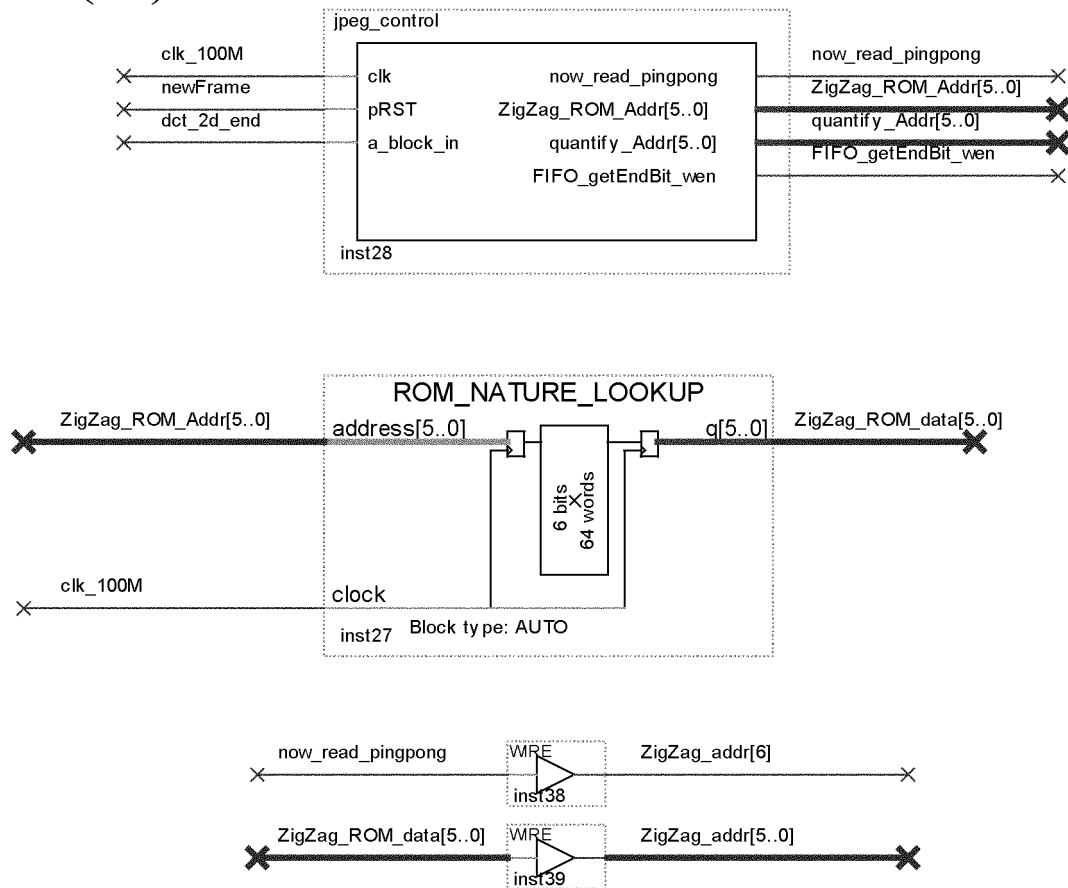 jpeg_control
clk_100M
now_read_pingpong
clk
now_read_pingpong
newFrame
ZigZag_ROM_Addr[5..0]
pRST
ZigZag_ROM_Addr[5..0]
dct_2d_end
quantify_Addr[5..0]
a_block_in
quantify_Addr[5..0]
FIFO_getEndBit_wen
FIFO_getEndBit_wen
inst28
ROM_NATURE_LOOKUP
ZigZag_ROM_Addr[5..0]
address[5..0]
q[5..0]
ZigZag_ROM_data[5..0]
6 bits
×
64 words
clk_100M
clock
inst27
Block type: AUTO
now_read_pingpong
WIRE
ZigZag_addr[6]
inst38
ZigZag_ROM_data[5..0]
WIRE
ZigZag_addr[5..0]
inst39